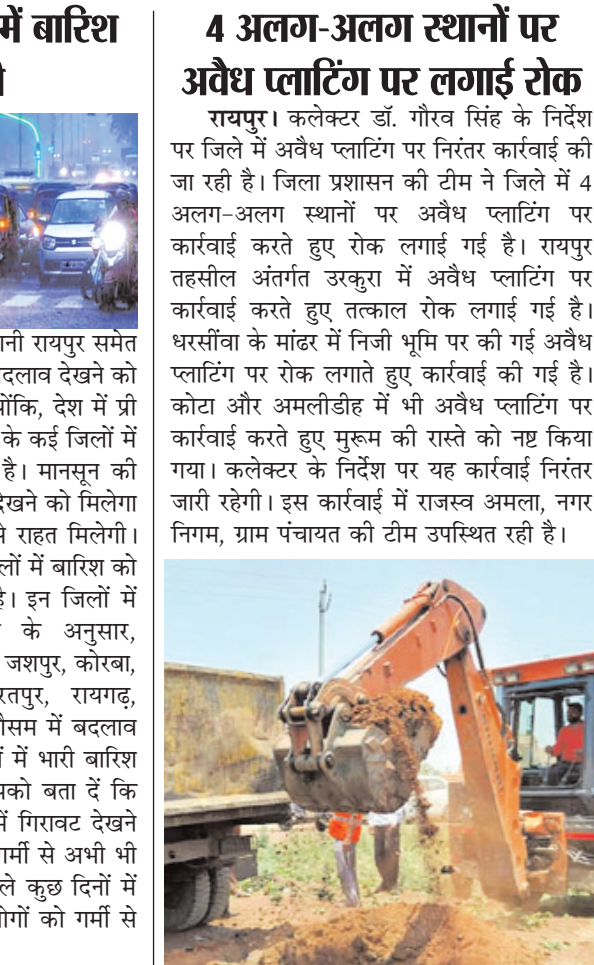 में बारिश
4 अलग-अलग स्थानों पर
अवैध प्लाटिंग पर लगाई रोक
रायपुर। कलेक्टर डॉ. गौरव सिंह के निर्देश
पर जिले में अवैध प्लाटिंग पर निरंतर कार्रवाई की
जा रही है। जिला प्रशासन की टीम ने जिले में 4
अलग-अलग स्थानों पर अवैध प्लाटिंग पर
कार्रवाई करते हुए रोक लगाई गई है। रायपुर
तहसील अंतर्गत उरकुरा में अवैध प्लाटिंग पर
कार्रवाई करते हुए तत्काल रोक लगाई गई है।
धरसींवा के मांढर में निजी भूमि पर की गई अवैध
प्लाटिंग पर रोक लगाते हुए कार्रवाई की गई है।
कोटा और अमलीडीह में भी अवैध प्लाटिंग पर
कार्रवाई करते हुए मुरूम की रास्ते को नष्ट किया
गया। कलेक्टर के निर्देश पर यह कार्रवाई निरंतर
जारी रहेगी। इस कार्रवाई में राजस्व अमला, नगर
निगम, ग्राम पंचायत की टीम उपस्थित रही है।
रायपुर समेत
देखने को
देश में प्री
के कई जिलों में
है। मानसून की
देखने को मिलेगा
राहत मिलेगी।
में बारिश को
है। इन जिलों में
के अनुसार,
जशपुर, कोरबा,
रायगढ़,
में बदलाव
में भारी बारिश
बता दें कि
में गिरावट देखने
गर्मी से अभी भी
कुछ दिनों में
को गर्मी से